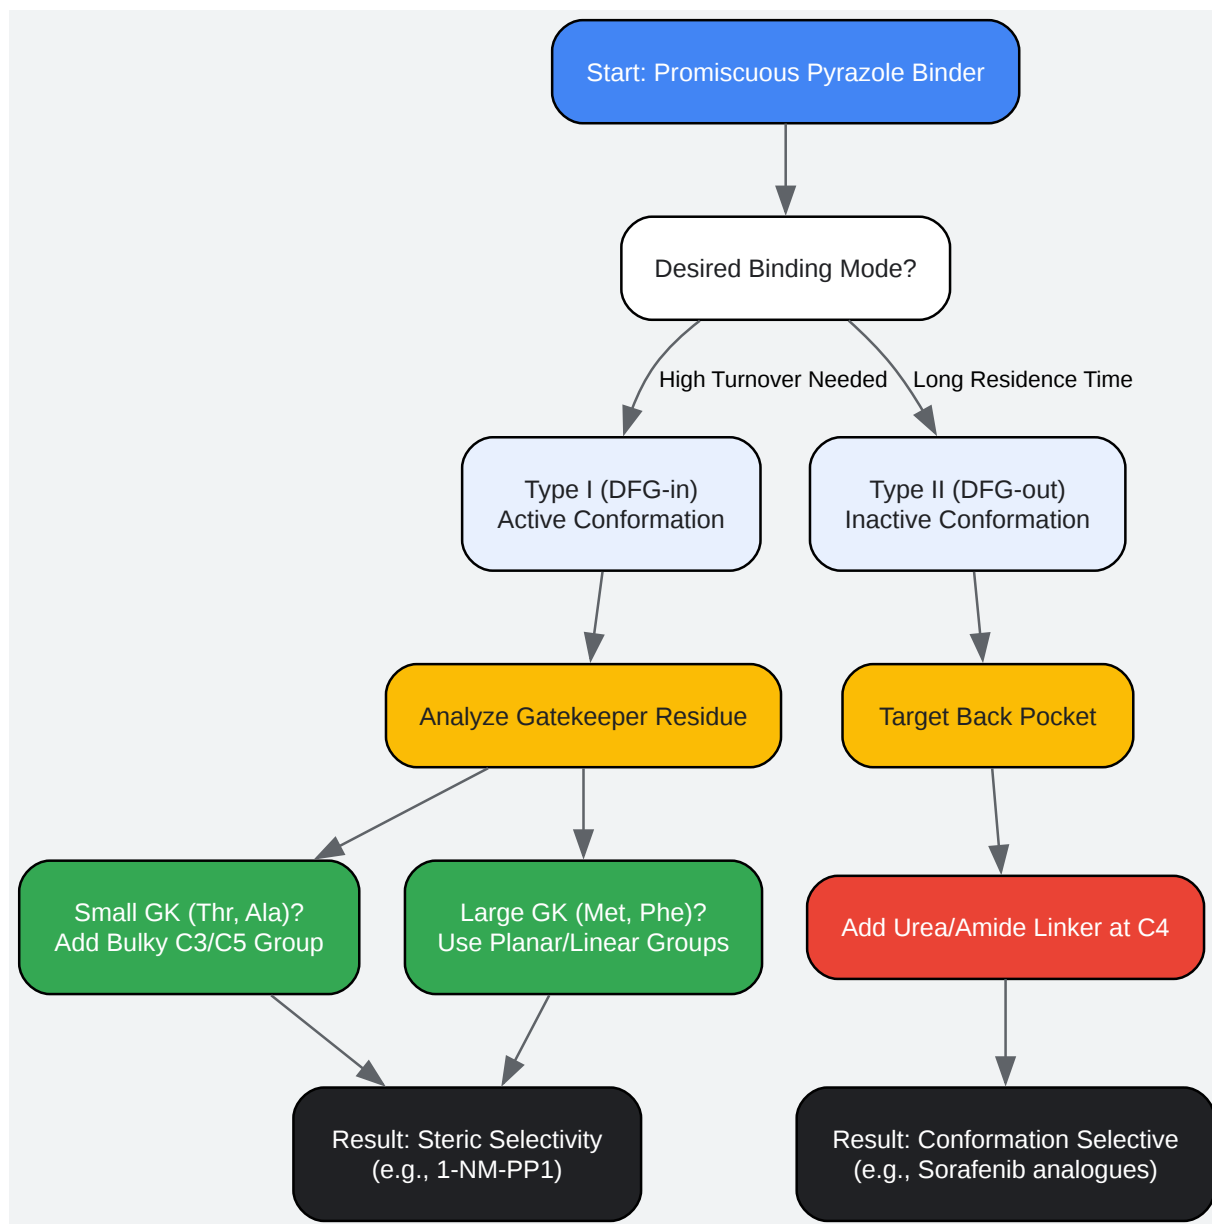 Start: Promiscuous Pyrazole Binder
Desired Binding Mode?
High Turnover Needed
Long Residence Time
Type I (DFG-in)
Active Conformation
Type II (DFG-out)
Inactive Conformation
Analyze Gatekeeper Residue
Target Back Pocket
Small GK (Thr, Ala)?
Add Bulky C3/C5 Group
Large GK (Met, Phe)?
Use Planar/Linear Groups
Add Urea/Amide Linker at C4
Result: Steric Selectivity
(e.g., 1-NM-PP1)
Result: Conformation Selective
(e.g., Sorafenib analogues)